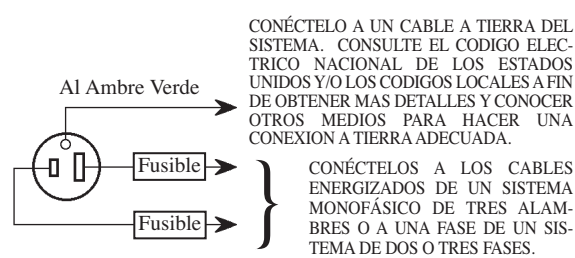 CONÉCTELO A UN CABLE A TIERRA DEL
SISTEMA. CONSULTE EL CODIGO ELEC-
TRICO NACIONAL DE LOS ESTADOS
UNIDOS Y/O LOS CODIGOS LOCALES A FIN
DE OBTENER MAS DETALLES Y CONOCER
OTROS MEDIOS PARA HACER UNA
CONEXION A TIERRA ADECUADA.
Al Ambre Verde
Fusible
Fusible
CONÉCTELOS A LOS CABLES
ENERGIZADOS DE UN SISTEMA
MONOFÁSICO DE TRES ALAM-
BRES O A UNA FASE DE UN SIS-
TEMA DE DOS O TRES FASES.